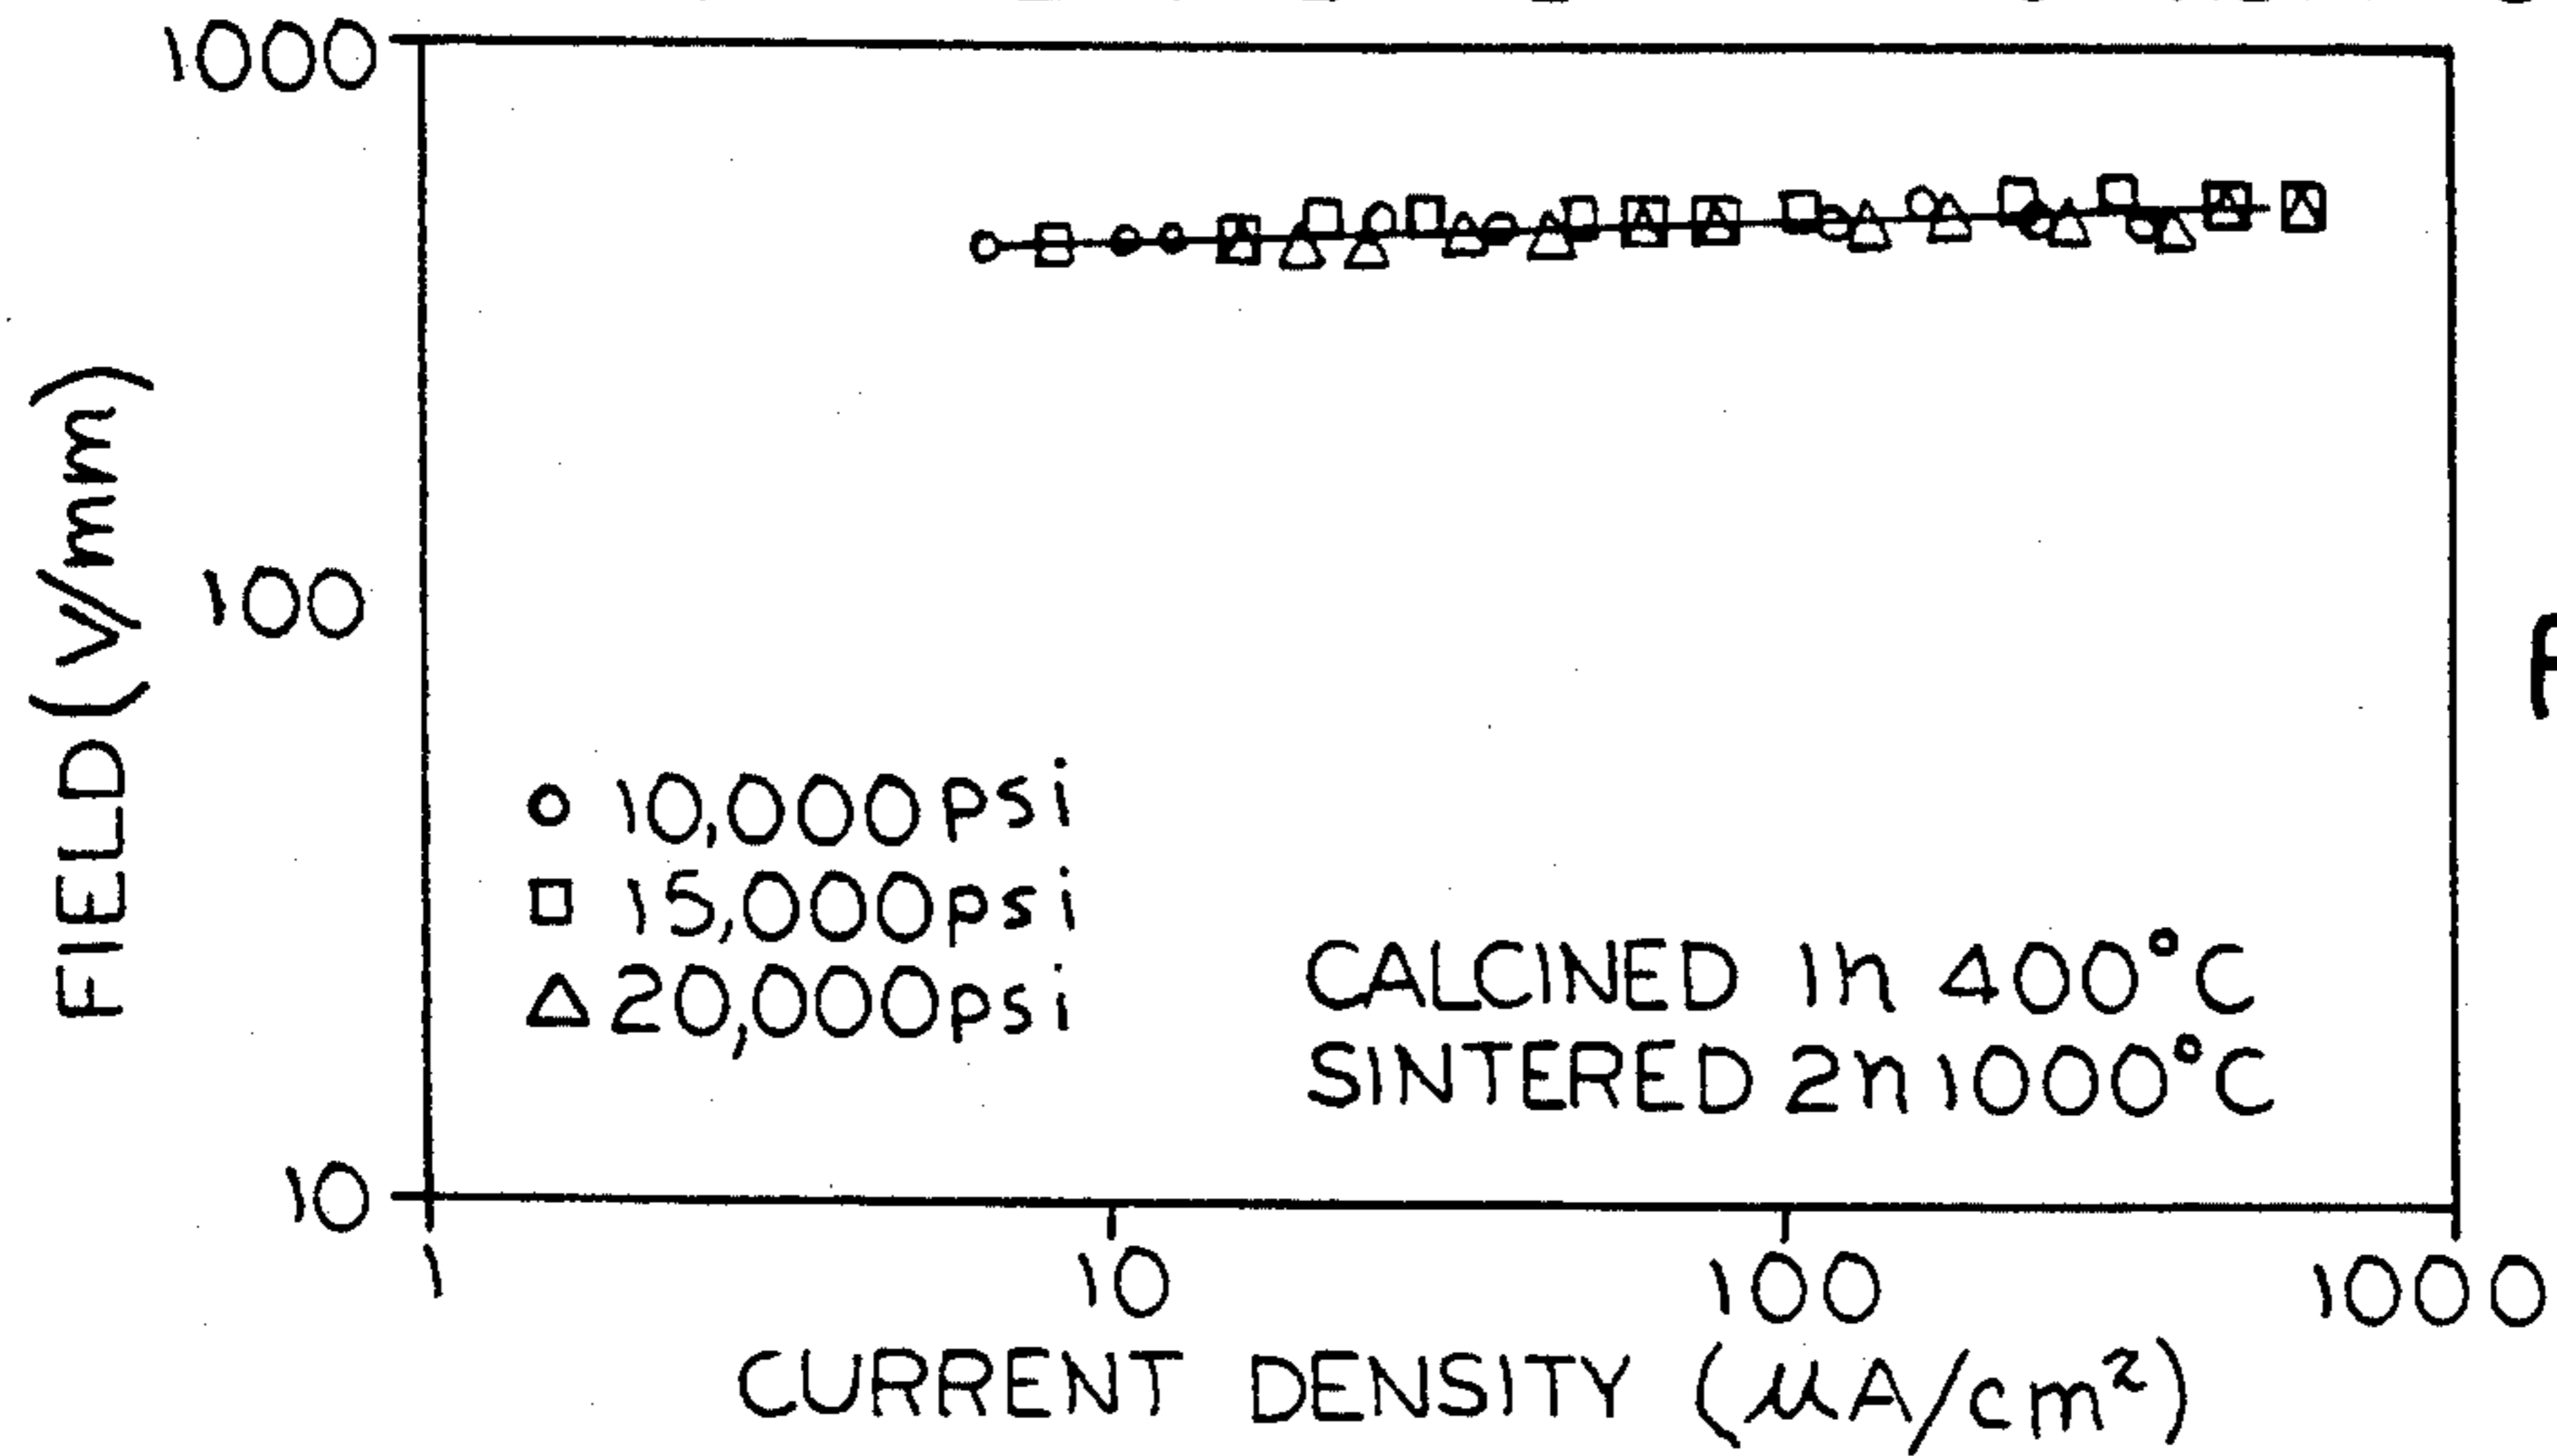 1000
100
10
FIELD (V/mm)
10,000 psi
15,000 psi
20,000 psi
CALCINED 1h 400°C
SINTERED 2h 1000°C
1
10
100
1000
CURRENT DENSITY (μA/cm²)